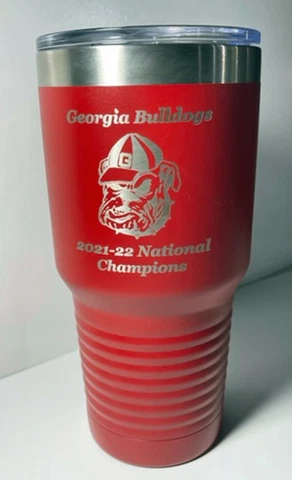 Georgia Bulldogs
G
2021-22 National
Champions